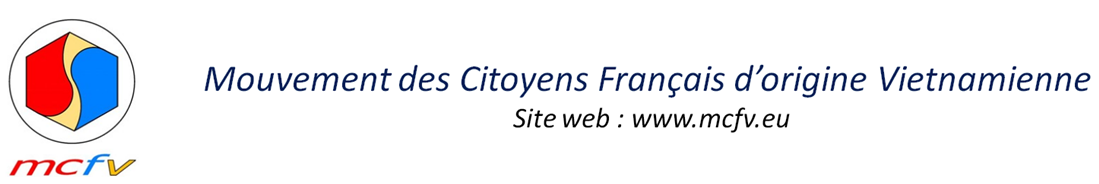 Mouvement des Citoyens Français d’origine Vietnamienne
Site web : www.mcfv.eu
mcfv